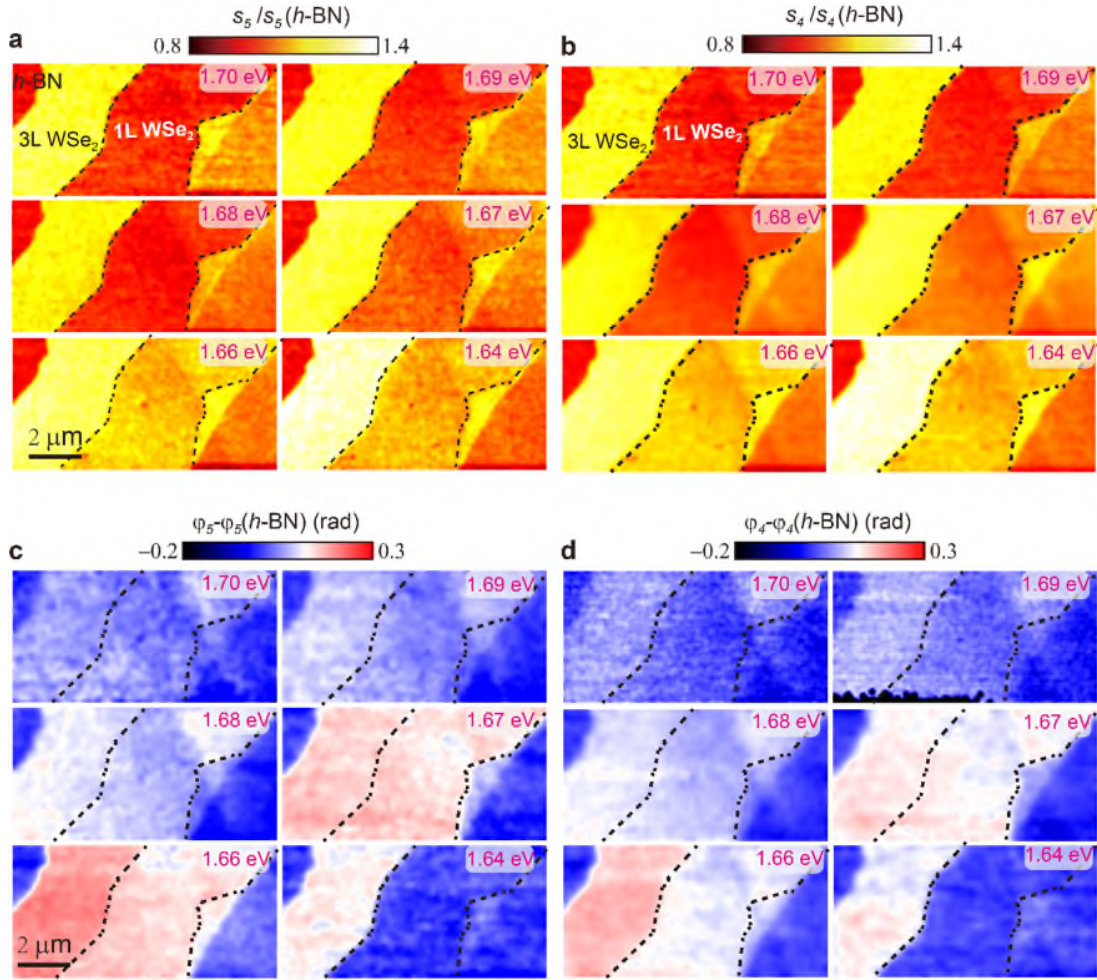 a
s₅/s₅(h-BN)
0.8 1.4
h-BN
3L WSe₂
1L WSe₂
1.70 eV
1.69 eV
1.68 eV
1.67 eV
1.66 eV
1.64 eV
2 μm
b
s₄/s₄(h-BN)
0.8 1.4
3L WSe₂
1L WSe₂
1.70 eV
1.69 eV
1.68 eV
1.67 eV
1.66 eV
1.64 eV
c
φ₅-φ₅(h-BN) (rad)
−0.2 0.3
1.70 eV
1.69 eV
1.68 eV
1.67 eV
1.66 eV
1.64 eV
2 μm
d
φ₄-φ₄(h-BN) (rad)
−0.2 0.3
1.70 eV
1.69 eV
1.68 eV
1.67 eV
1.66 eV
1.64 eV